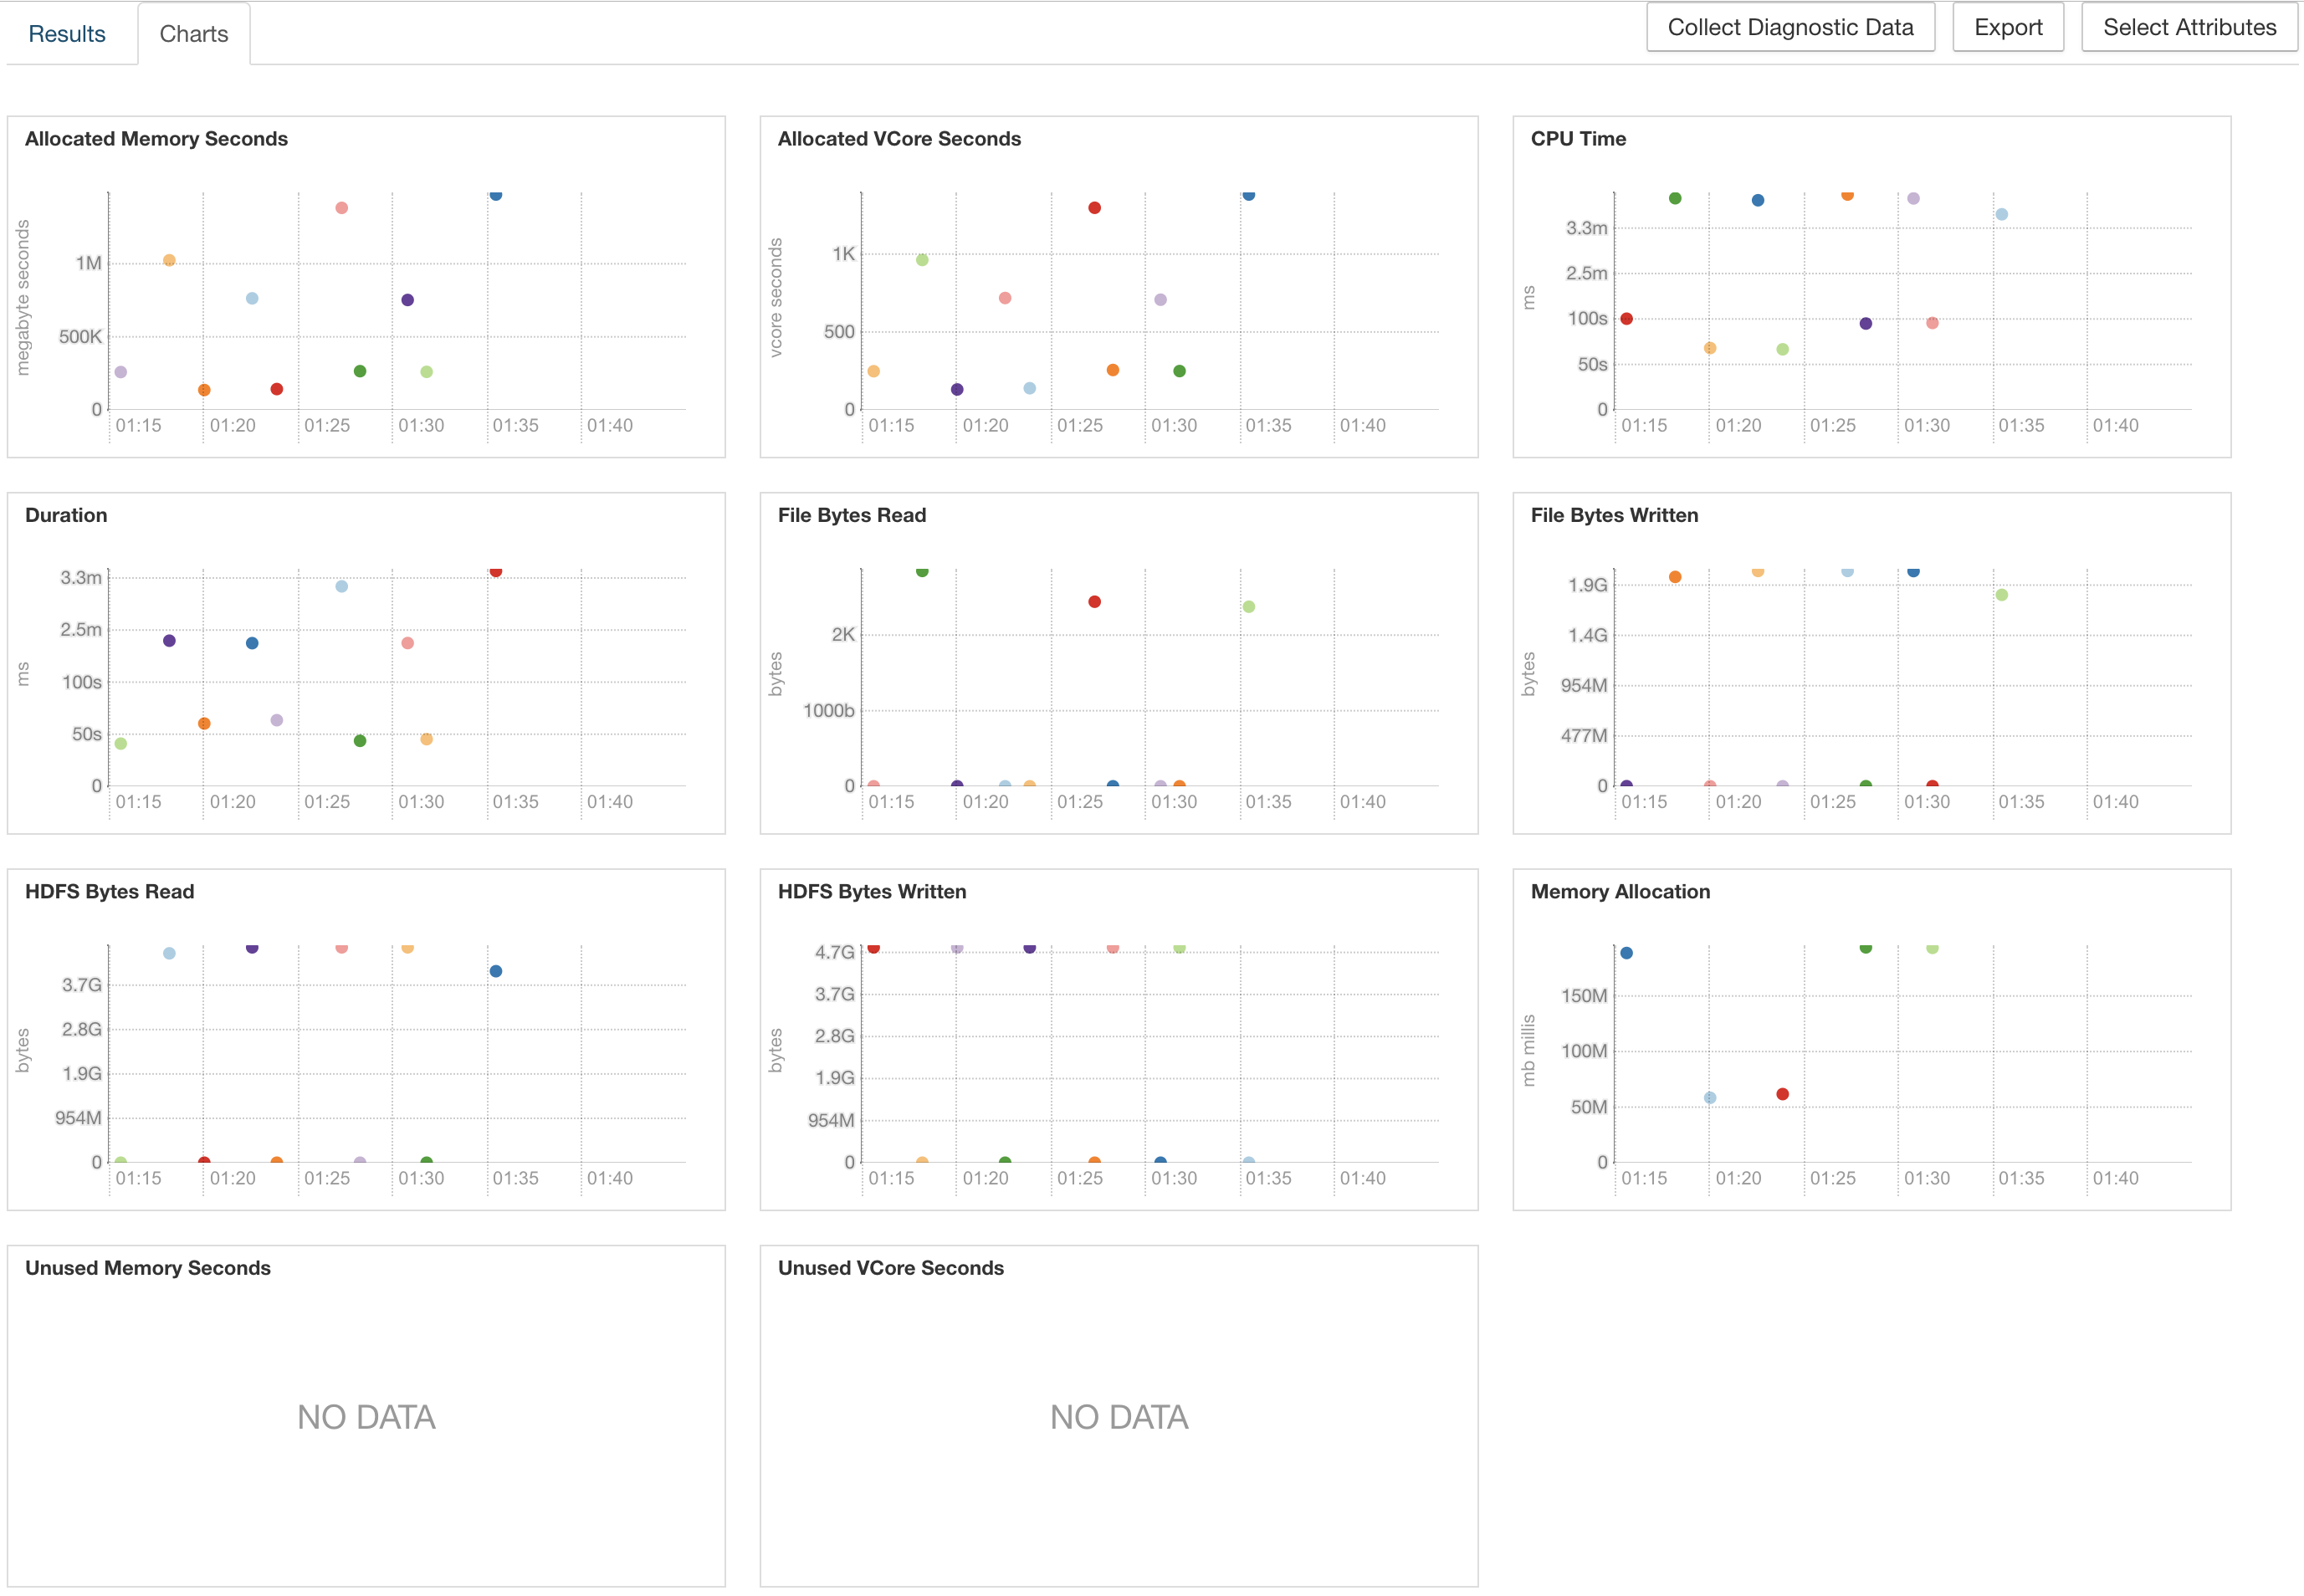 Results
Charts
Collect Diagnostic Data
Export
Select Attributes
Allocated Memory Seconds
megabyte seconds
1M
500K
0
01:15 01:20 01:25 01:30 01:35 01:40
Allocated VCore Seconds
vcore seconds
1K
500
0
01:15 01:20 01:25 01:30 01:35 01:40
CPU Time
ms
3.3m
2.5m
100s
50s
0
01:15 01:20 01:25 01:30 01:35 01:40
Duration
ms
3.3m
2.5m
100s
50s
0
01:15 01:20 01:25 01:30 01:35 01:40
File Bytes Read
bytes
2K
1000b
0
01:15 01:20 01:25 01:30 01:35 01:40
File Bytes Written
bytes
1.9G
1.4G
954M
477M
0
01:15 01:20 01:25 01:30 01:35 01:40
HDFS Bytes Read
bytes
3.7G
2.8G
1.9G
954M
0
01:15 01:20 01:25 01:30 01:35 01:40
HDFS Bytes Written
bytes
4.7G
3.7G
2.8G
1.9G
954M
0
01:15 01:20 01:25 01:30 01:35 01:40
Memory Allocation
mb millis
150M
100M
50M
0
01:15 01:20 01:25 01:30 01:35 01:40
Unused Memory Seconds
NO DATA
Unused VCore Seconds
NO DATA